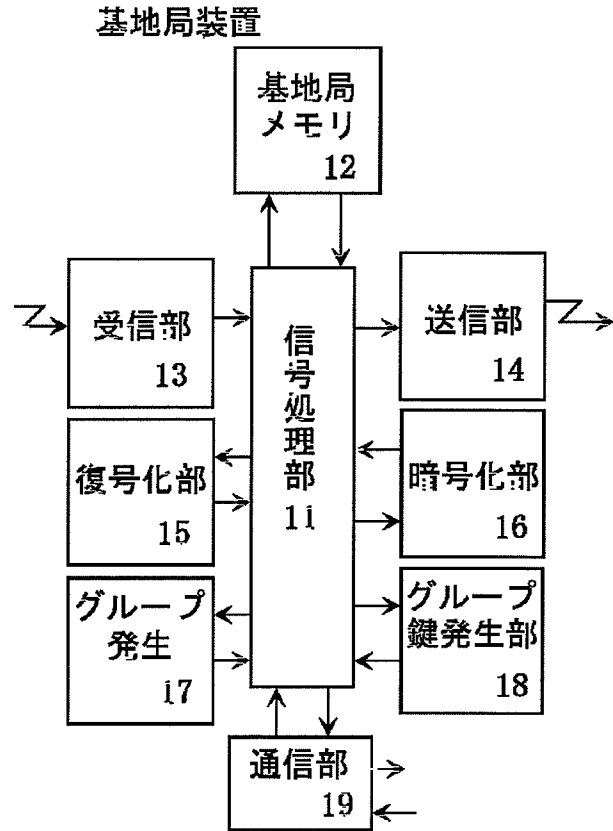 基地局装置
基地局
メモリ
12
受信部
13
信号処理部
11
送信部
14
復号化部
15
暗号化部
16
グループ
発生
17
グループ
鍵発生部
18
通信部
19